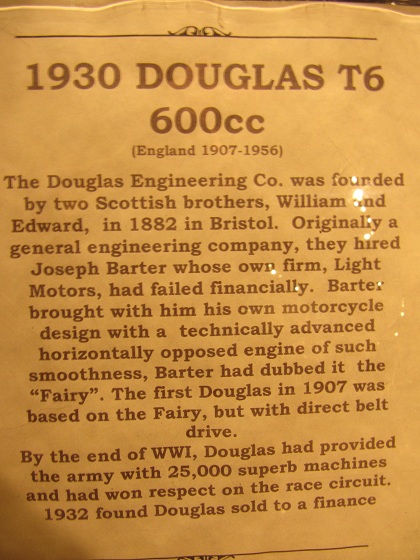 1930 DOUGLAS T6
600cc
(England 1907-1956)
The Douglas Engineering Co. was founded
by two Scottish brothers, William and
Edward, in 1882 in Bristol. Originally a
general engineering company, they hired
Joseph Barter whose own firm, Light
Motors, had failed financially. Barter
brought with him his own motorcycle
design with a technically advanced
horizontally opposed engine of such
smoothness, Barter had dubbed it the
“Fairy”. The first Douglas in 1907 was
based on the Fairy, but with direct belt
drive.
By the end of WWI, Douglas had provided
the army with 25,000 superb machines
and had won respect on the race circuit.
1932 found Douglas sold to a finance